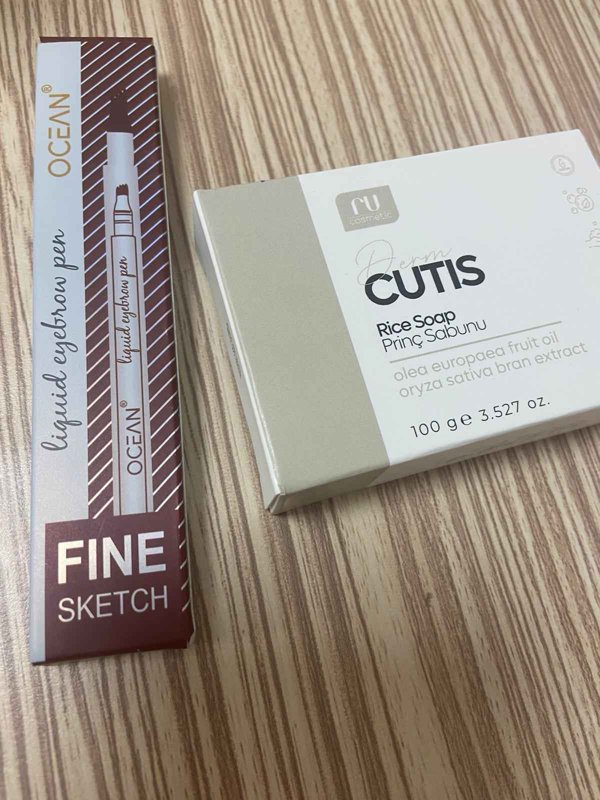 OCEAN®
liquid eyebrow pen
liquid eyebrow pen
OCEAN®
FINE
SKETCH
ru
cosmetic
Derm
CUTIS
Rice Soap
Prinç Sabunu
olea europaea fruit oil
oryza sativa bran extract
100 g e 3.527 oz.